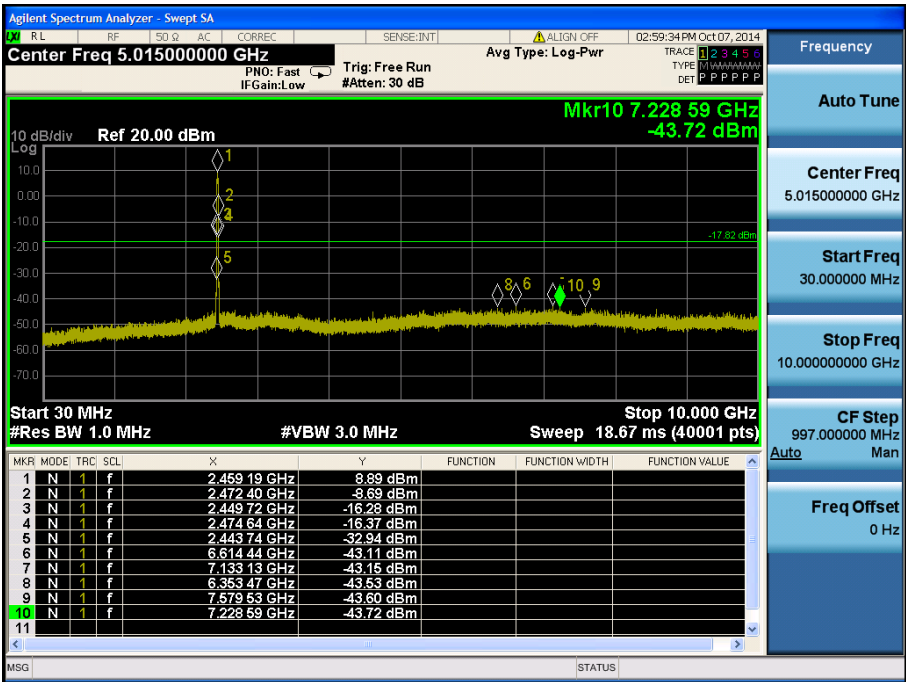 Agilent Spectrum Analyzer - Swept SA
LXI RL RF 50 Ω AC CORREC SENSE:INT ALIGN OFF 02:59:34 PM Oct 07, 2014
Center Freq 5.015000000 GHz
PNO: Fast
IFGain:Low
Trig: Free Run
#Atten: 30 dB
Avg Type: Log-Pwr
TRACE 1 2 3 4 5 6
TYPE M
DET P P P P P P
Mkr10 7.228 59 GHz
-43.72 dBm
10 dB/div Ref 20.00 dBm
Log
10.0
0.00
-10.0
-20.0
-30.0
-40.0
-50.0
-60.0
-70.0
1
2
4
5
8 6 10 9
-17.82 dBm
Start 30 MHz Stop 10.000 GHz
#Res BW 1.0 MHz #VBW 3.0 MHz Sweep 18.67 ms (40001 pts)
MKR MODE TRC SCL X Y FUNCTION FUNCTION WIDTH FUNCTION VALUE
1 N 1 f 2.459 19 GHz 8.89 dBm
2 N 1 f 2.472 40 GHz -8.69 dBm
3 N 1 f 2.449 72 GHz -16.28 dBm
4 N 1 f 2.474 64 GHz -16.37 dBm
5 N 1 f 2.443 74 GHz -32.94 dBm
6 N 1 f 6.614 44 GHz -43.11 dBm
7 N 1 f 7.133 13 GHz -43.15 dBm
8 N 1 f 6.353 47 GHz -43.53 dBm
9 N 1 f 7.579 53 GHz -43.60 dBm
10 N 1 f 7.228 59 GHz -43.72 dBm
11
MSG STATUS
Frequency
Auto Tune
Center Freq
5.015000000 GHz
Start Freq
30.000000 MHz
Stop Freq
10.000000000 GHz
CF Step
997.000000 MHz
Auto Man
Freq Offset
0 Hz